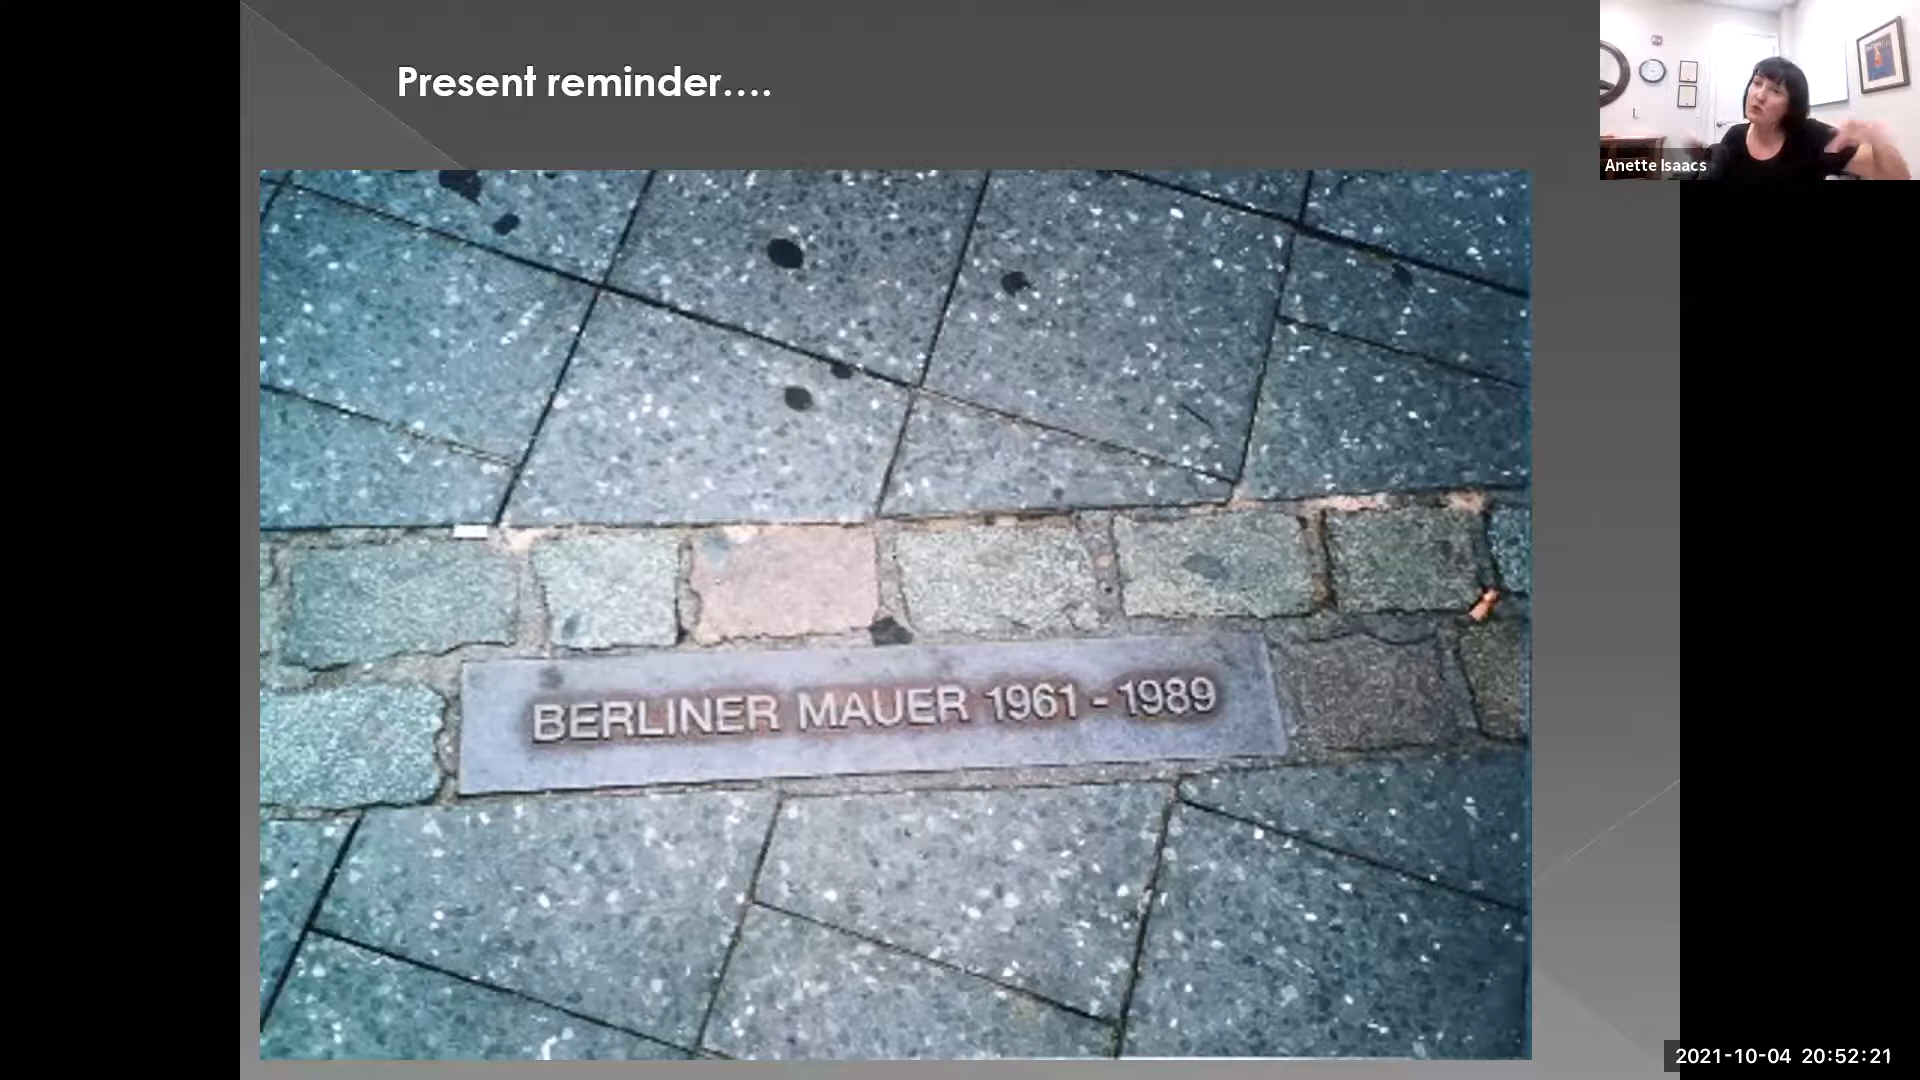 Present reminder....
Anette Isaacs
BERLINER MAUER 1961 - 1989
2021-10-04 20:52:21